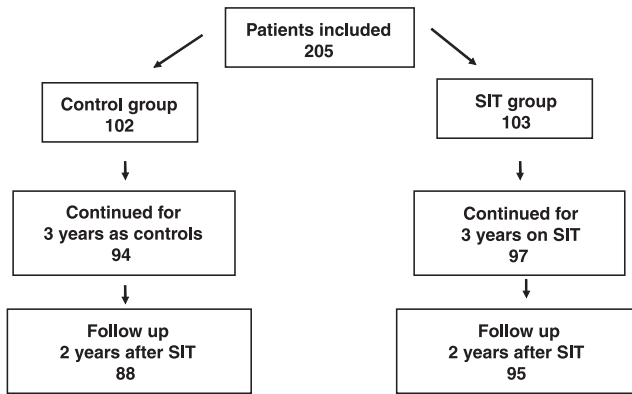 Patients included
205
Control group
102
SIT group
103
Continued for
3 years as controls
94
Continued for
3 years on SIT
97
Follow up
2 years after SIT
88
Follow up
2 years after SIT
95